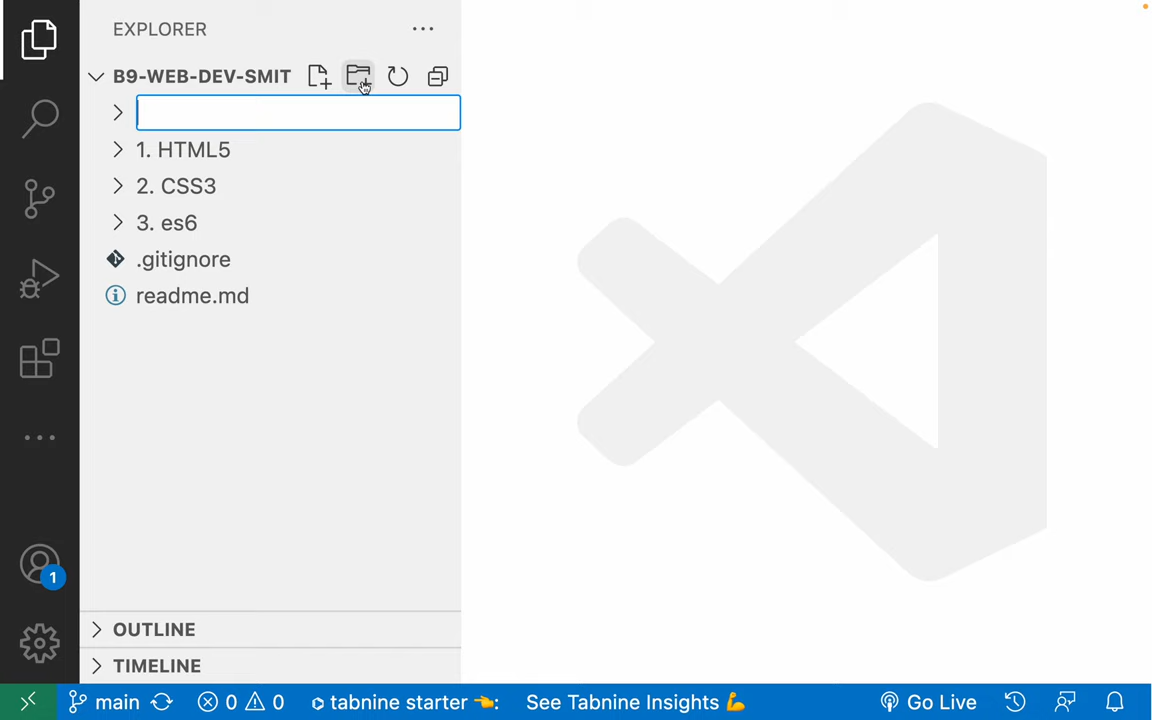 EXPLORER
B9-WEB-DEV-SMIT
1. HTML5
2. CSS3
3. es6
.gitignore
readme.md
1
OUTLINE
TIMELINE
main 0 0 tabnine starter 👈: See Tabnine Insights 💪 Go Live